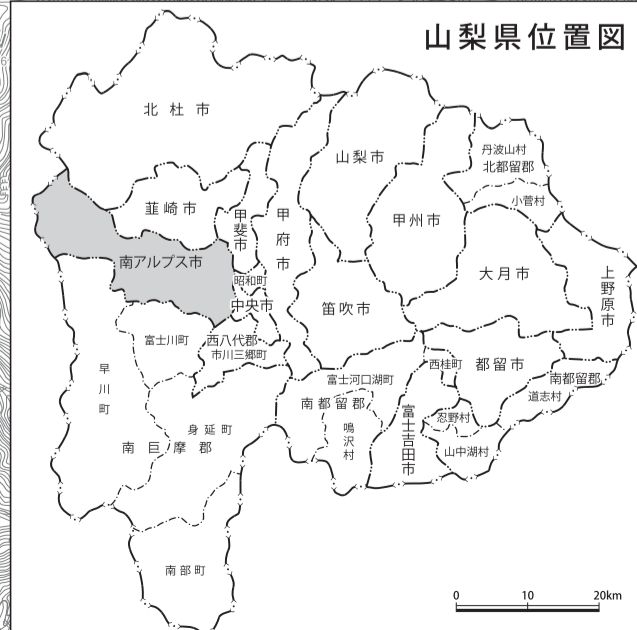 山梨県位置図
北杜市
山梨市
丹波山村
北都留郡
小菅村
韮崎市
甲斐市
甲府市
甲州市
南アルプス市
昭和町
中央市
大月市
上野原市
笛吹市
富士川町
西八代郡
市川三郷町
早川町
富士河口湖町
西桂町
都留市
南都留郡
道志村
南都留郡
鳴沢村
富士吉田市
忍野村
山中湖村
身延町
南巨摩郡
南部町
0 10 20km